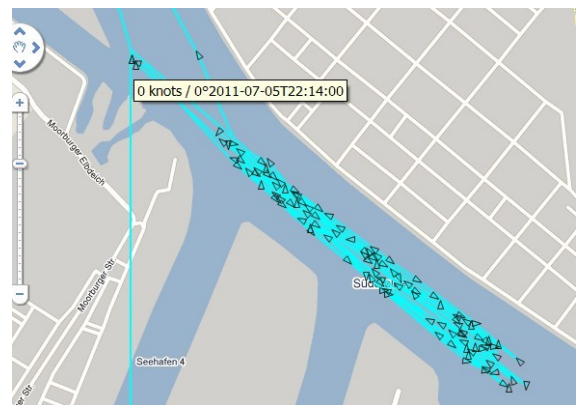 0 knots / 0°2011-07-05T22:14:00
Moorburger Elbdeich
Moorburger Str
Seehafen 4